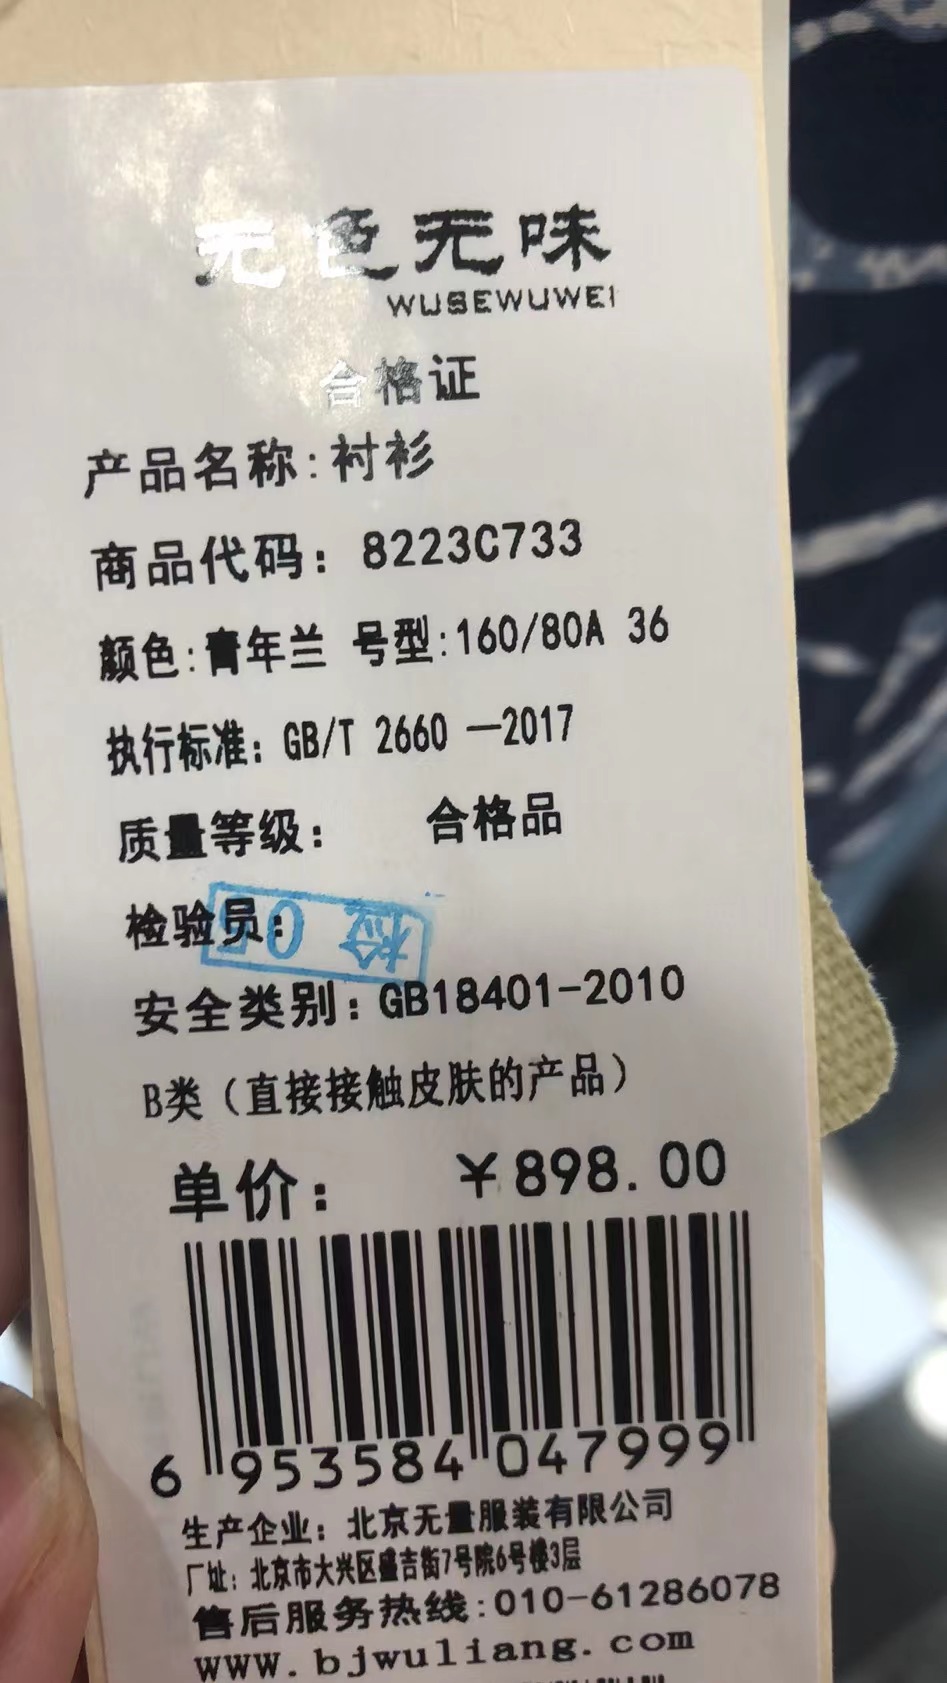 无色无味
WUSEWUWEI
合格证
产品名称:衬衫
商品代码：8223C733
颜色:青年兰 号型:160/80A 36
执行标准：GB/T 2660 —2017
质量等级： 合格品
检验员：
检 05
安全类别：GB18401-2010
B类（直接接触皮肤的产品）
单价： ￥898.00
6 953584 047999
生产企业：北京无量服装有限公司
厂址：北京市大兴区盛吉街7号院6号楼3层
售后服务热线:010-61286078
www.bjwuliang.com